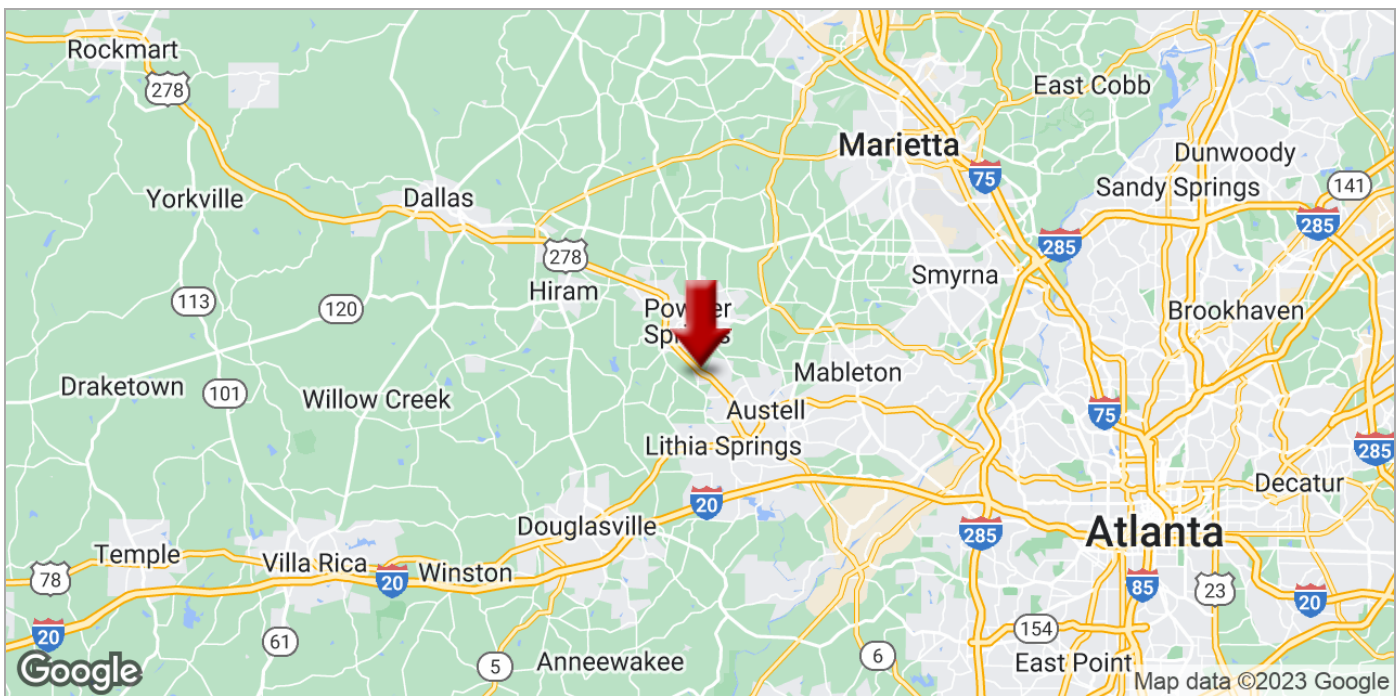 Rockmart
278
East Cobb
Marietta
Dunwoody
75
Sandy Springs
141
Yorkville
Dallas
285
285
278
Smyrna
Hiram
113
120
Powder
Springs
Brookhaven
Mableton
Draketown
101
Willow Creek
Austell
75
Lithia Springs
285
Decatur
20
Douglasville
285
Atlanta
Temple
Villa Rica
78
20
Winston
85
23
20
20
61
154
5
Anneewakee
6
East Point
Google
Map data ©2023 Google